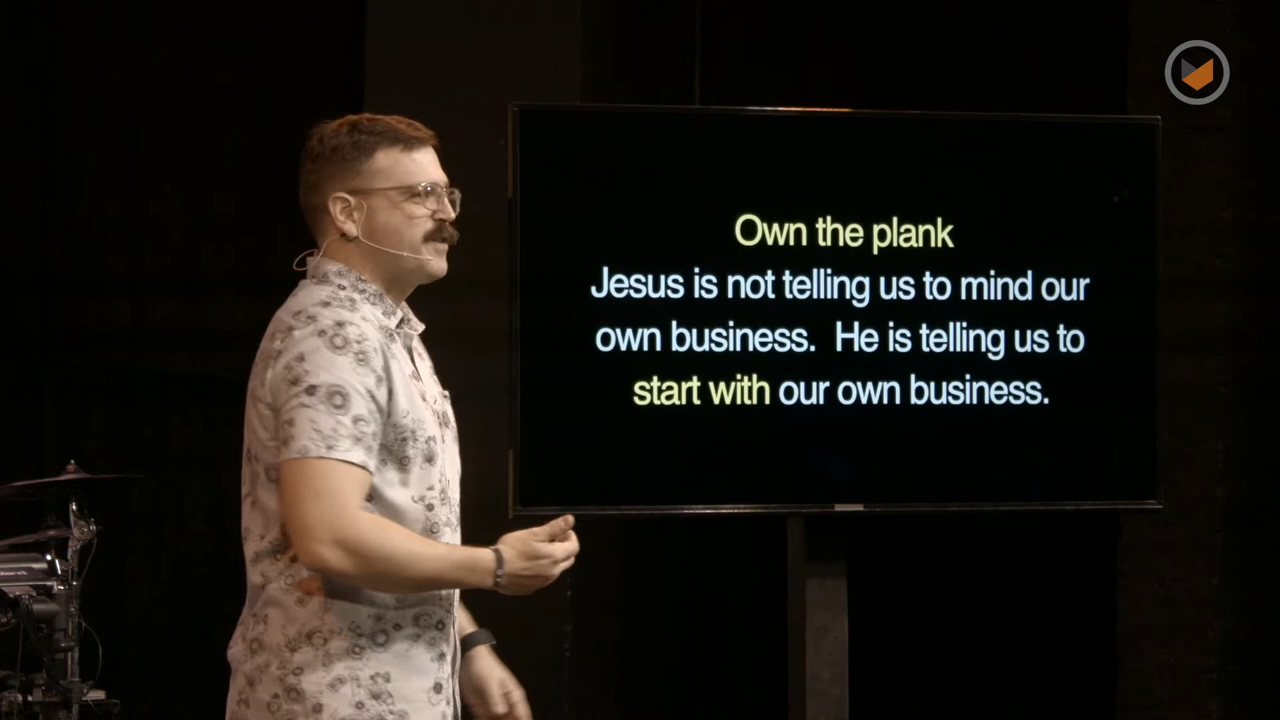 Own the plank
Jesus is not telling us to mind our
own business.  He is telling us to
start with our own business.